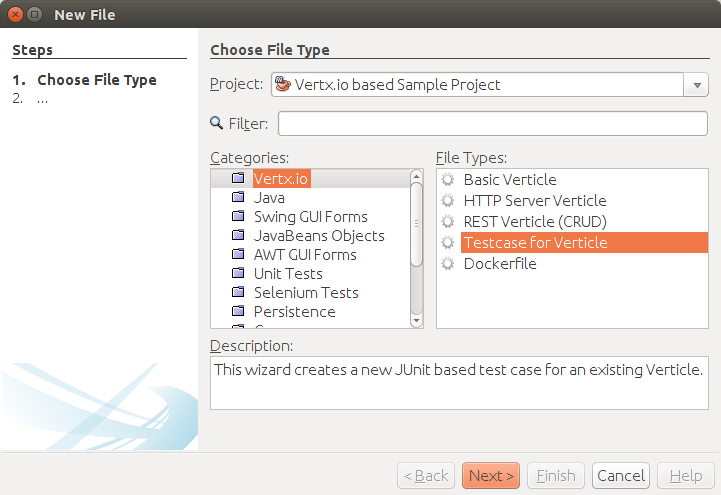 New File
Steps
1. Choose File Type
2. ...
Choose File Type
Project: Vertx.io based Sample Project
Filter:
Categories:
Vertx.io
Java
Swing GUI Forms
JavaBeans Objects
AWT GUI Forms
Unit Tests
Selenium Tests
Persistence
File Types:
Basic Verticle
HTTP Server Verticle
REST Verticle (CRUD)
Testcase for Verticle
Dockerfile
Description:
This wizard creates a new JUnit based test case for an existing Verticle.
< Back
Next >
Finish
Cancel
Help